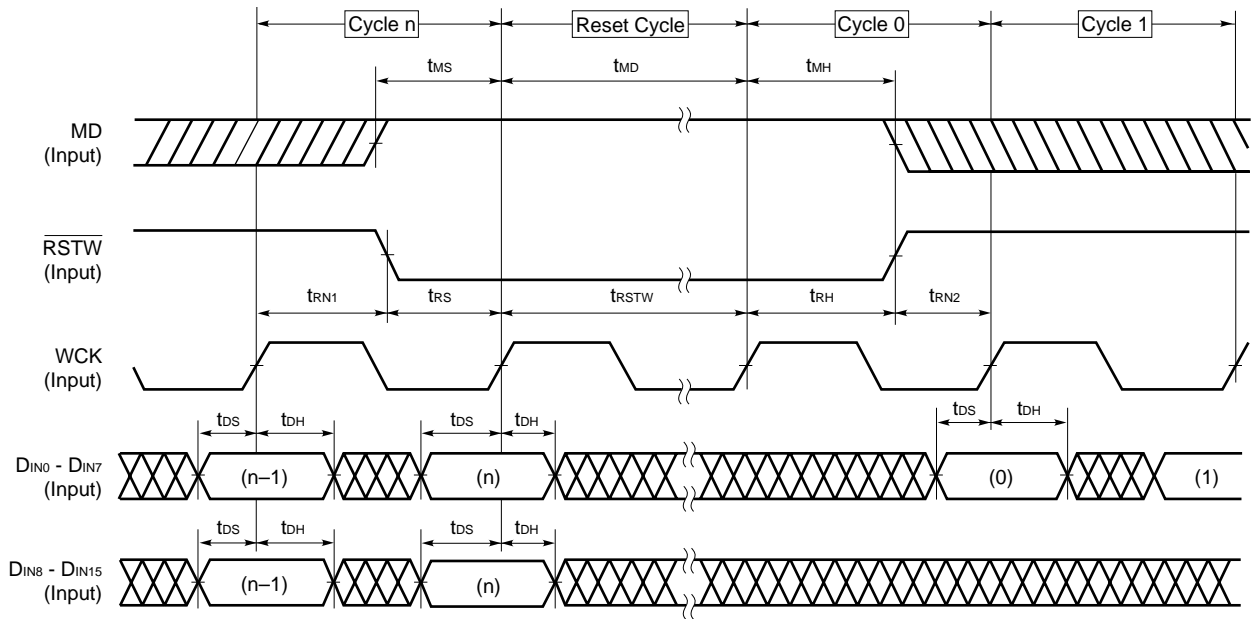 Cycle n Reset Cycle Cycle 0 Cycle 1
tMS tMD tMH
MD
(Input)
RSTW
(Input)
tRN1 tRS tRSTW tRH tRN2
WCK
(Input)
tDS tDH tDS tDH tDS tDH
DIN0 - DIN7
(Input)
(n–1) (n) (0) (1)
tDS tDH tDS tDH
DIN8 - DIN15
(Input)
(n–1) (n)